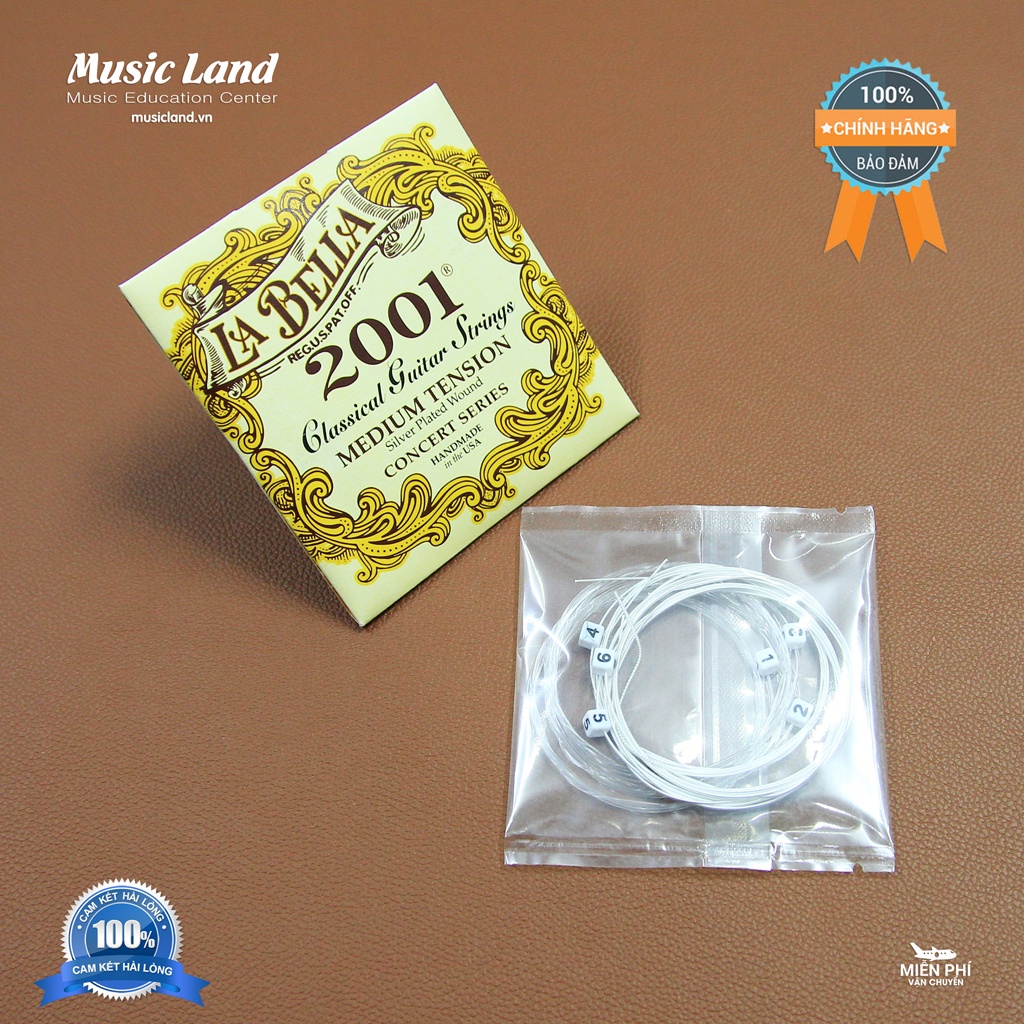 Music Land
Music Education Center
musicland.vn
100%
CHÍNH HÃNG
BẢO ĐẢM
LA BELLA
REG.U.S.PAT.OFF.
2001®
Classical Guitar Strings
MEDIUM TENSION
Silver Plated Wound
CONCERT SERIES
HANDMADE
in the USA
4
6
5
5
3
1
2
CAM KẾT HÀI LÒNG
100%
CAM KẾT HÀI LÒNG
MIỄN PHÍ
VẬN CHUYỂN